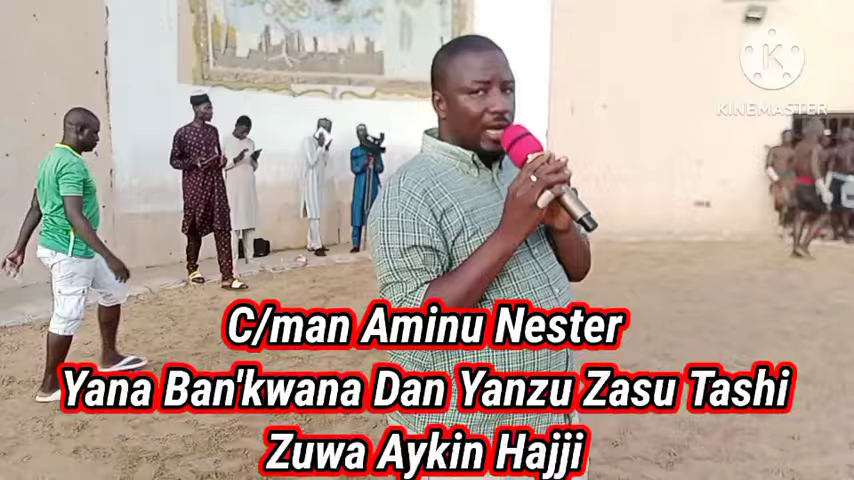 K
KINEMASTER
C/man Aminu Nester
Yana Ban'kwana Dan Yanzu Zasu Tashi
Zuwa Aykin Hajji